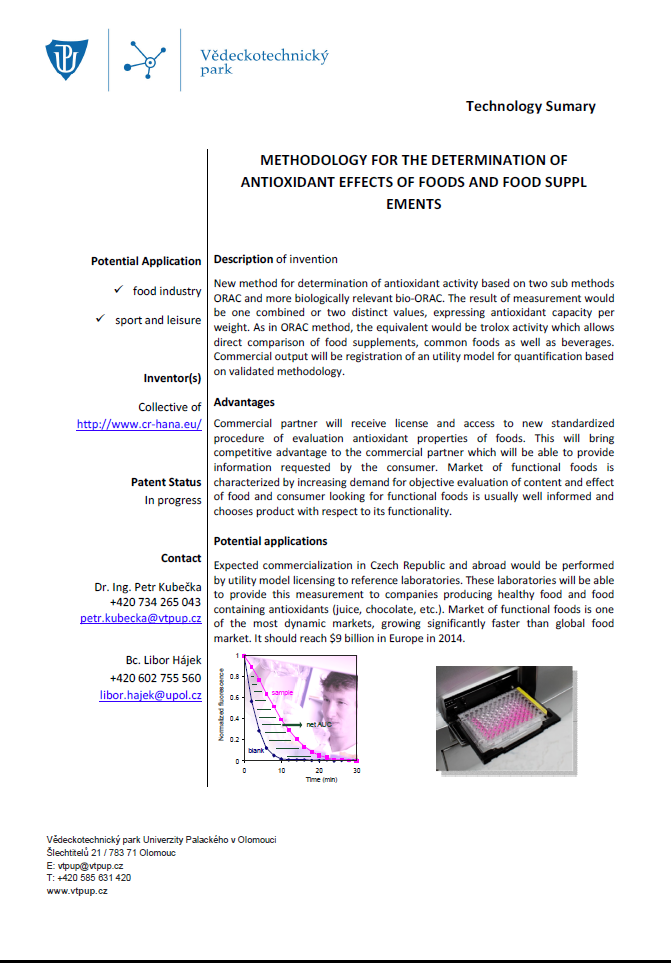 Vědeckotechnický
park
Technology Sumary
METHODOLOGY FOR THE DETERMINATION OF
ANTIOXIDANT EFFECTS OF FOODS AND FOOD SUPPL
EMENTS
Potential Application
✓ food industry
✓ sport and leisure
Inventor(s)
Collective of
http://www.cr-hana.eu/
Patent Status
In progress
Contact
Dr. Ing. Petr Kubečka
+420 734 265 043
petr.kubecka@vtpup.cz
Bc. Libor Hájek
+420 602 755 560
libor.hajek@upol.cz
Description of invention
New method for determination of antioxidant activity based on two sub methods
ORAC and more biologically relevant bio-ORAC. The result of measurement would
be one combined or two distinct values, expressing antioxidant capacity per
weight. As in ORAC method, the equivalent would be trolox activity which allows
direct comparison of food supplements, common foods as well as beverages.
Commercial output will be registration of an utility model for quantification based
on validated methodology.
Advantages
Commercial partner will receive license and access to new standardized
procedure of evaluation antioxidant properties of foods. This will bring
competitive advantage to the commercial partner which will be able to provide
information requested by the consumer. Market of functional foods is
characterized by increasing demand for objective evaluation of content and effect
of food and consumer looking for functional foods is usually well informed and
chooses product with respect to its functionality.
Potential applications
Expected commercialization in Czech Republic and abroad would be performed
by utility model licensing to reference laboratories. These laboratories will be able
to provide this measurement to companies producing healthy food and food
containing antioxidants (juice, chocolate, etc.). Market of functional foods is one
of the most dynamic markets, growing significantly faster than global food
market. It should reach $9 billion in Europe in 2014.
Normalized fluorescence
1
0.8
0.6
0.4
0.2
0
sample
net AUC
blank
0 10 20 30
Time (min)
Vědeckotechnický park Univerzity Palackého v Olomouci
Šlechtitelů 21 / 783 71 Olomouc
E: vtpup@vtpup.cz
T: +420 585 631 420
www.vtpup.cz